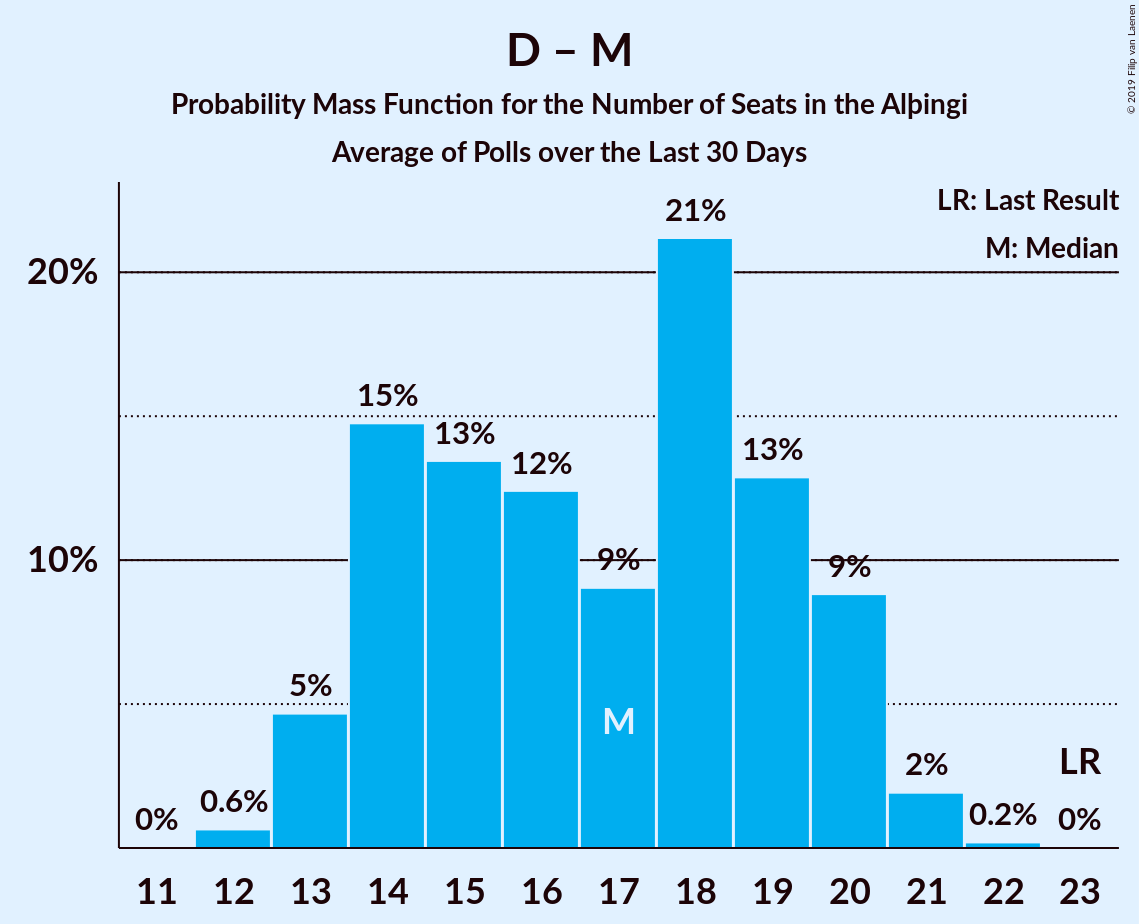 D – M
Probability Mass Function for the Number of Seats in the Alþingi
Average of Polls over the Last 30 Days
© 2019 Filip van Laenen
LR: Last Result
M: Median
20%
10%
0%
0.6%
5%
15%
13%
12%
9%
M
21%
13%
9%
2%
0.2%
LR
0%
11 12 13 14 15 16 17 18 19 20 21 22 23